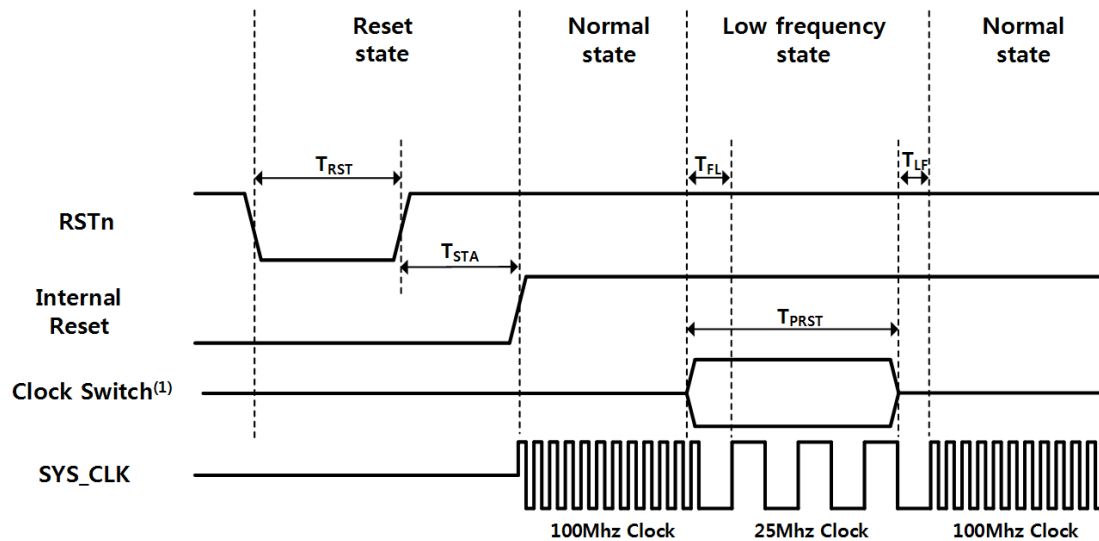 Reset
state
Normal
state
Low frequency
state
Normal
state
TRST
TFL
TLF
RSTn
TSTA
Internal
Reset
TPRST
Clock Switch(1)
SYS_CLK
100Mhz Clock
25Mhz Clock
100Mhz Clock